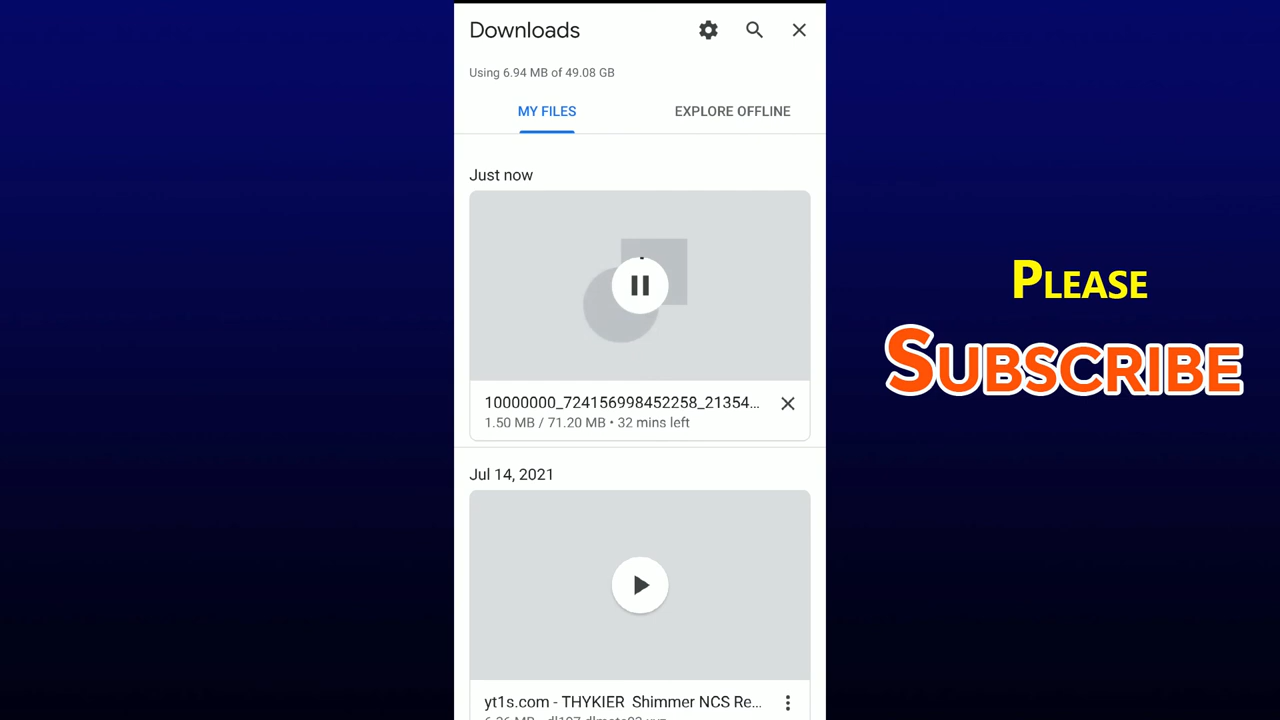 Downloads
Using 6.94 MB of 49.08 GB
MY FILES
EXPLORE OFFLINE
Just now
10000000_724156998452258_21354...
1.50 MB / 71.20 MB • 32 mins left
Jul 14, 2021
yt1s.com - THYKIER Shimmer NCS Re...
PLEASE
SUBSCRIBE